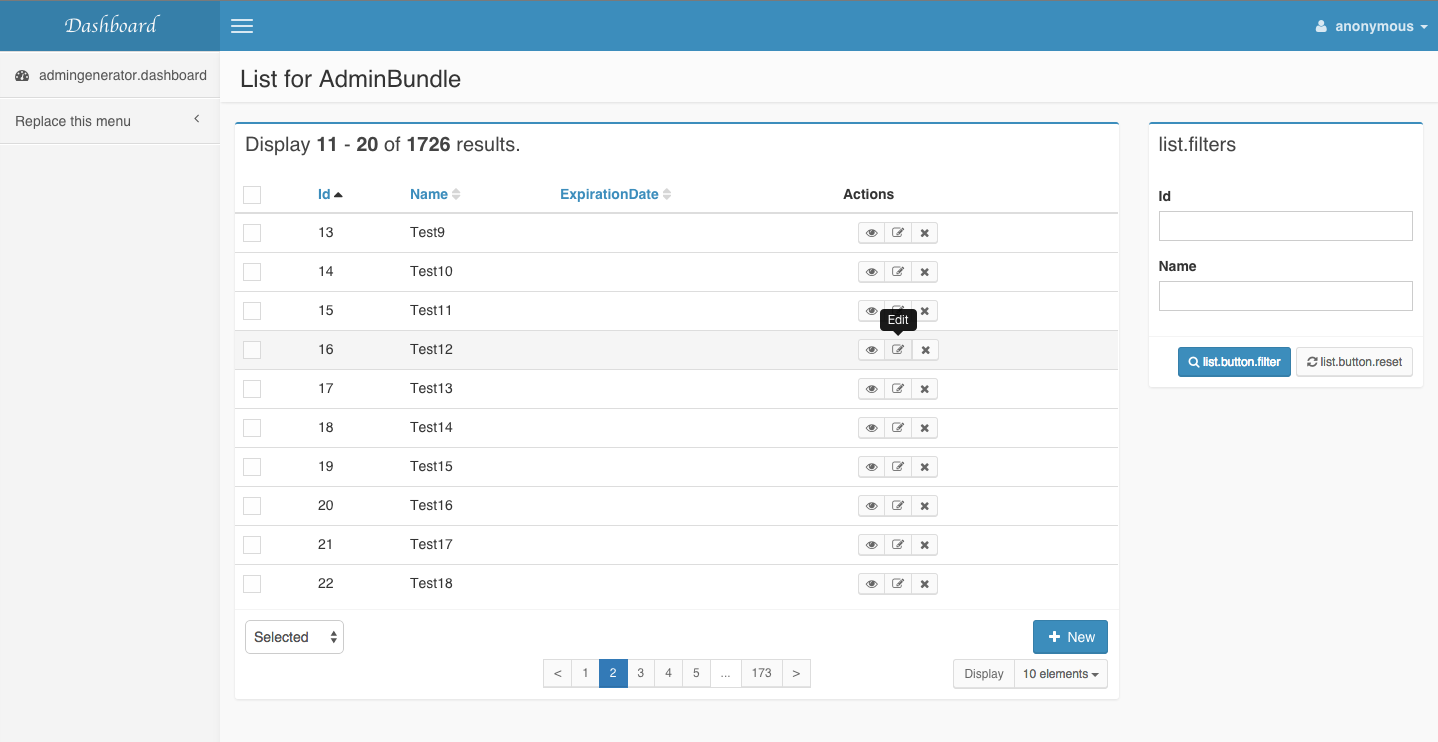 Dashboard
anonymous
admingenerator.dashboard
Replace this menu
List for AdminBundle
Display 11 - 20 of 1726 results.
Id Name ExpirationDate Actions
13 Test9
14 Test10
15 Test11
Edit
16 Test12
17 Test13
18 Test14
19 Test15
20 Test16
21 Test17
22 Test18
Selected
New
< 1 2 3 4 5 ... 173 >
Display 10 elements
list.filters
Id
Name
list.button.filter list.button.reset